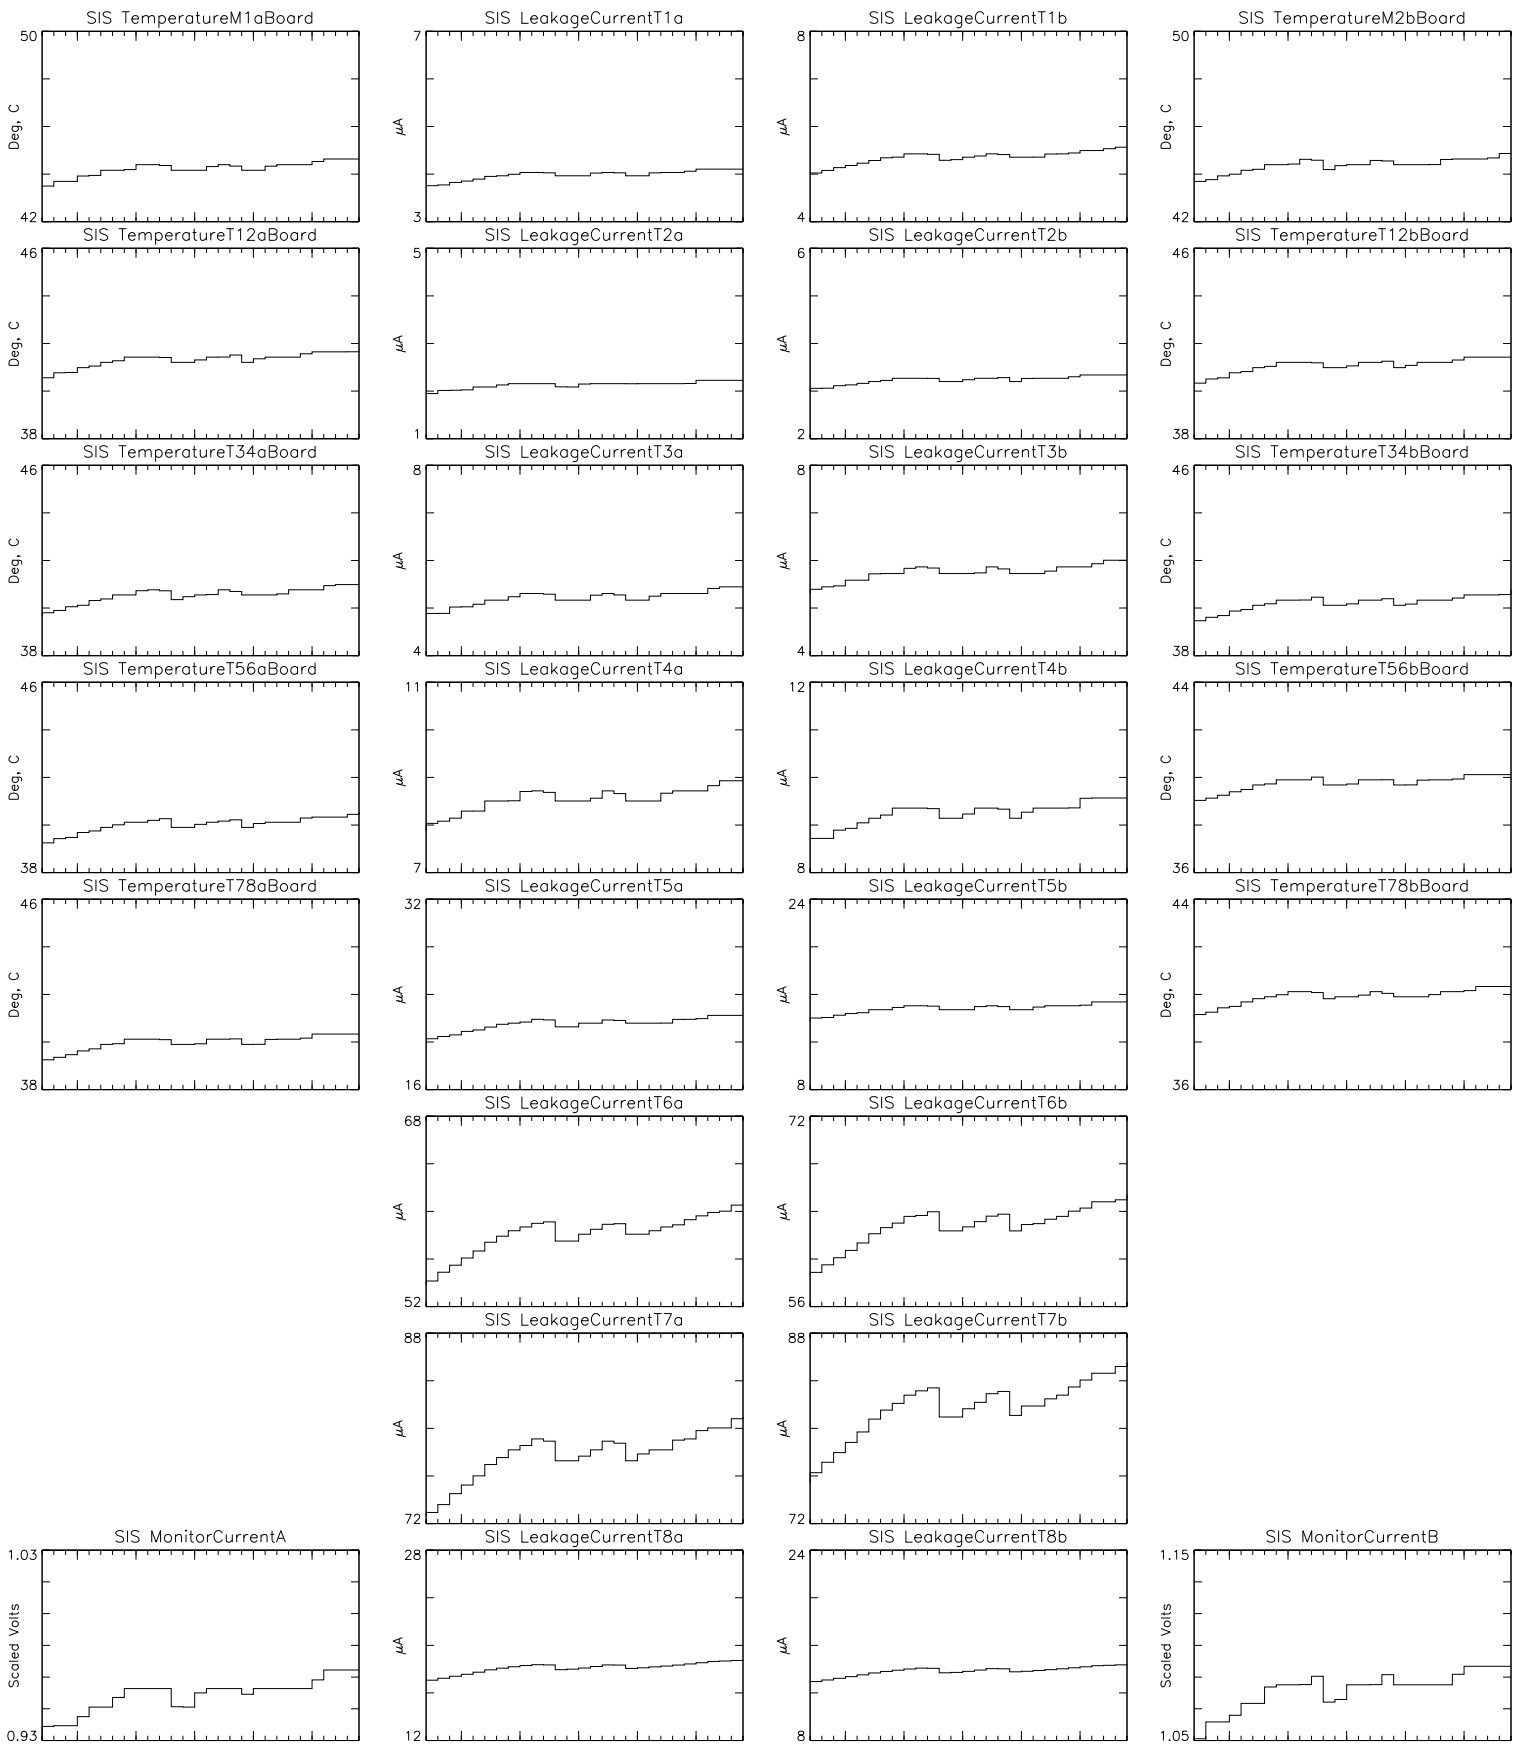 SIS TemperatureM1aBoard
50
Deg, C
42
SIS LeakageCurrentT1a
7
μA
3
SIS LeakageCurrentT1b
8
μA
4
SIS TemperatureM2bBoard
50
Deg, C
42
SIS TemperatureT12aBoard
46
Deg, C
38
SIS LeakageCurrentT2a
5
μA
1
SIS LeakageCurrentT2b
6
μA
2
SIS TemperatureT12bBoard
46
Deg, C
38
SIS TemperatureT34aBoard
46
Deg, C
38
SIS LeakageCurrentT3a
8
μA
4
SIS LeakageCurrentT3b
8
μA
4
SIS TemperatureT34bBoard
46
Deg, C
38
SIS TemperatureT56aBoard
46
Deg, C
38
SIS LeakageCurrentT4a
11
μA
7
SIS LeakageCurrentT4b
12
μA
8
SIS TemperatureT56bBoard
44
Deg, C
36
SIS TemperatureT78aBoard
46
Deg, C
38
SIS LeakageCurrentT5a
32
μA
16
SIS LeakageCurrentT5b
24
μA
8
SIS TemperatureT78bBoard
44
Deg, C
36
SIS LeakageCurrentT6a
68
μA
52
SIS LeakageCurrentT6b
72
μA
56
SIS LeakageCurrentT7a
88
μA
72
SIS LeakageCurrentT7b
88
μA
72
SIS MonitorCurrentA
1.03
Scaled Volts
0.93
SIS LeakageCurrentT8a
28
μA
12
SIS LeakageCurrentT8b
24
μA
8
SIS MonitorCurrentB
1.15
Scaled Volts
1.05